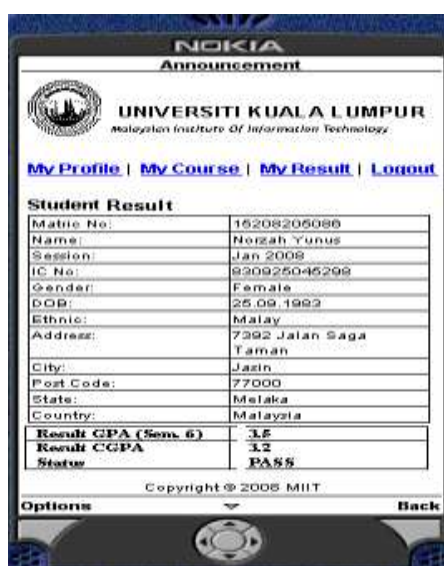 NOKIA
Announcement
UNIVERSITI KUALA LUMPUR
Malaysian Institute Of Information Technology
My Profile | My Course | My Result | Logout
Student Result
Matric No: 15208205086
Name: Norzah Yunus
Session: Jan 2008
IC No: 830925045298
Gender: Female
DOB: 25.09.1983
Ethnic: Malay
Address: 7392 Jalan Saga
Taman
City: Jasin
Post Code: 77000
State: Melaka
Country: Malaysia
Result GPA (Sem. 6) 3.5
Result CGPA 3.2
Status PASS
Copyright © 2008 MIIT
Options Back